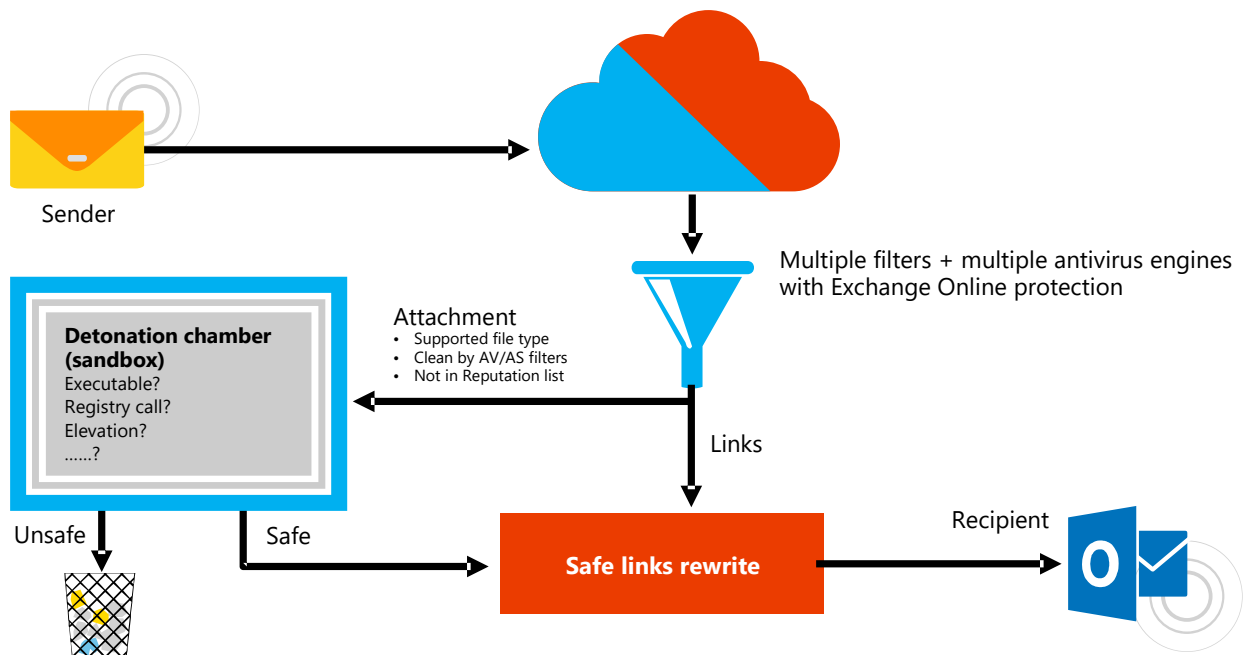 Sender
Multiple filters + multiple antivirus engines
with Exchange Online protection
Attachment
• Supported file type
• Clean by AV/AS filters
• Not in Reputation list
Detonation chamber
(sandbox)
Executable?
Registry call?
Elevation?
......?
Links
Unsafe
Safe
Safe links rewrite
Recipient
O